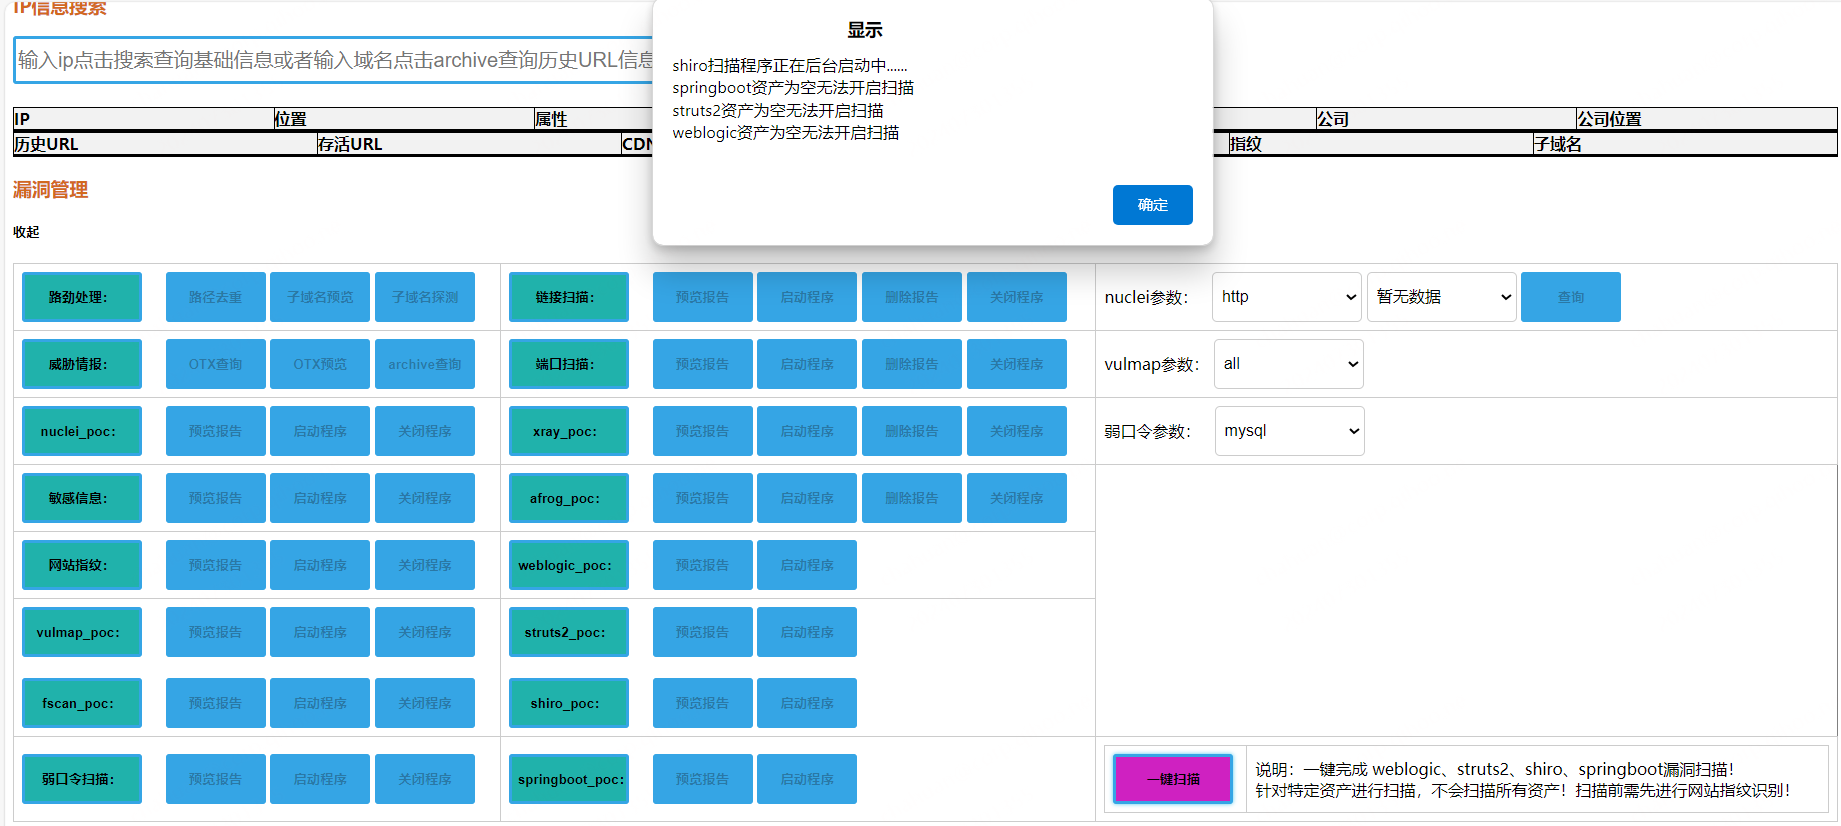 IP信息搜索
显示
shiro扫描程序正在后台启动中......
springboot资产为空无法开启扫描
struts2资产为空无法开启扫描
weblogic资产为空无法开启扫描
确定
输入ip点击搜索查询基础信息或者输入域名点击archive查询历史URL信息
IP 位置 属性 公司 公司位置
历史URL 存活URL CDN 指纹 子域名
漏洞管理
收起
路劲处理： 路径去重 子域名预览 子域名探测 链接扫描： 预览报告 启动程序 删除报告 关闭程序 nuclei参数： http 暂无数据 查询
威胁情报： OTX查询 OTX预览 archive查询 端口扫描： 预览报告 启动程序 删除报告 关闭程序 vulmap参数： all
nuclei_poc： 预览报告 启动程序 关闭程序 xray_poc： 预览报告 启动程序 删除报告 关闭程序 弱口令参数： mysql
敏感信息： 预览报告 启动程序 关闭程序 afrog_poc： 预览报告 启动程序 删除报告 关闭程序
网站指纹： 预览报告 启动程序 关闭程序 weblogic_poc： 预览报告 启动程序
vulmap_poc： 预览报告 启动程序 关闭程序 struts2_poc： 预览报告 启动程序
fscan_poc： 预览报告 启动程序 关闭程序 shiro_poc： 预览报告 启动程序
弱口令扫描： 预览报告 启动程序 关闭程序 springboot_poc： 预览报告 启动程序 一键扫描
说明：一键完成 weblogic、struts2、shiro、springboot漏洞扫描！
针对特定资产进行扫描，不会扫描所有资产！扫描前需先进行网站指纹识别！